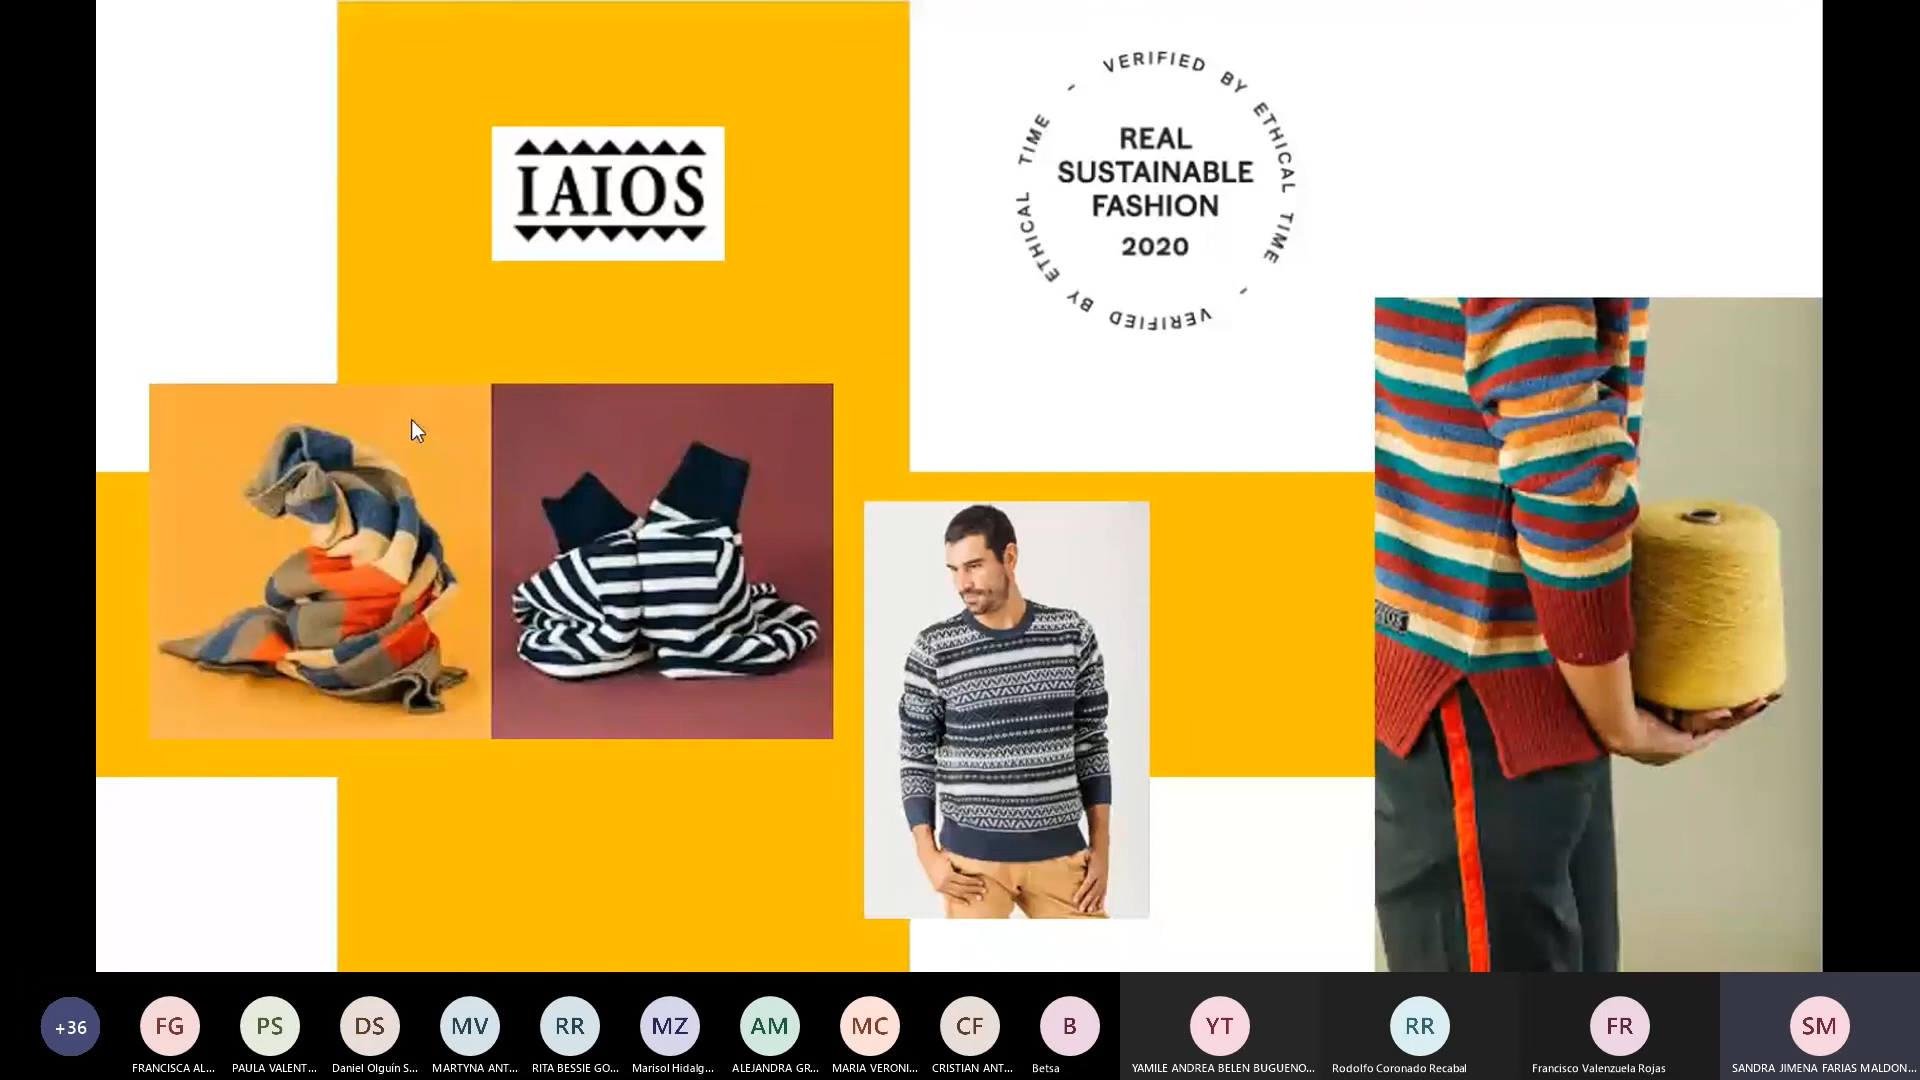 IAIOS
VERIFIED BY ETHICAL TIME - VERIFIED BY ETHICAL TIME -
REAL
SUSTAINABLE
FASHION
2020
+36
FG
PS
DS
MV
RR
MZ
AM
MC
CF
B
YT
RR
FR
SM
FRANCISCA AL...
PAULA VALENT...
Daniel Olguín S...
MARTYNA ANT...
RITA BESSIE GO...
Marisol Hidalg...
ALEJANDRA GR...
MARIA VERONI...
CRISTIAN ANT...
Betsa
YAMILE ANDREA BELEN BUGUENO...
Rodolfo Coronado Recabal
Francisco Valenzuela Rojas
SANDRA JIMENA FARIAS MALDON...